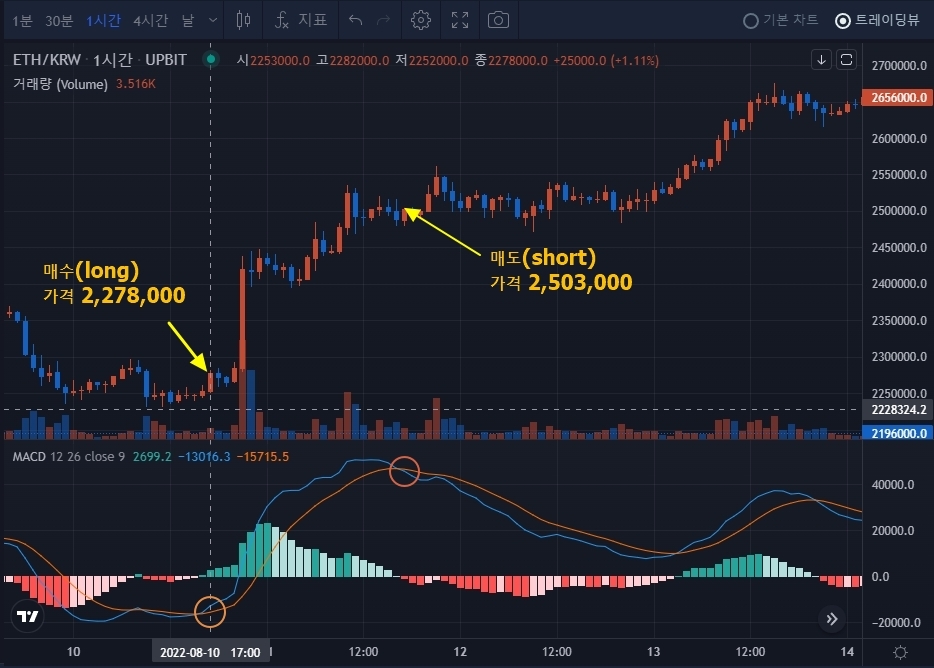 1분 30분 1시간 4시간 날 지표 기본 차트 트레이딩뷰
ETH/KRW · 1시간 · UPBIT 시2253000.0 고2282000.0 저2252000.0 종2278000.0 +25000.0 (+1.11%)
거래량 (Volume) 3.516K
2700000.0
2656000.0
2600000.0
2550000.0
2500000.0
2450000.0
2400000.0
2350000.0
2300000.0
2250000.0
2228324.2
2196000.0
매수(long)
가격 2,278,000
매도(short)
가격 2,503,000
MACD 12 26 close 9 2699.2 −13016.3 −15715.5
40000.0
20000.0
0.0
−20000.0
10 2022-08-10 17:00 12:00 12 12:00 13 12:00 14